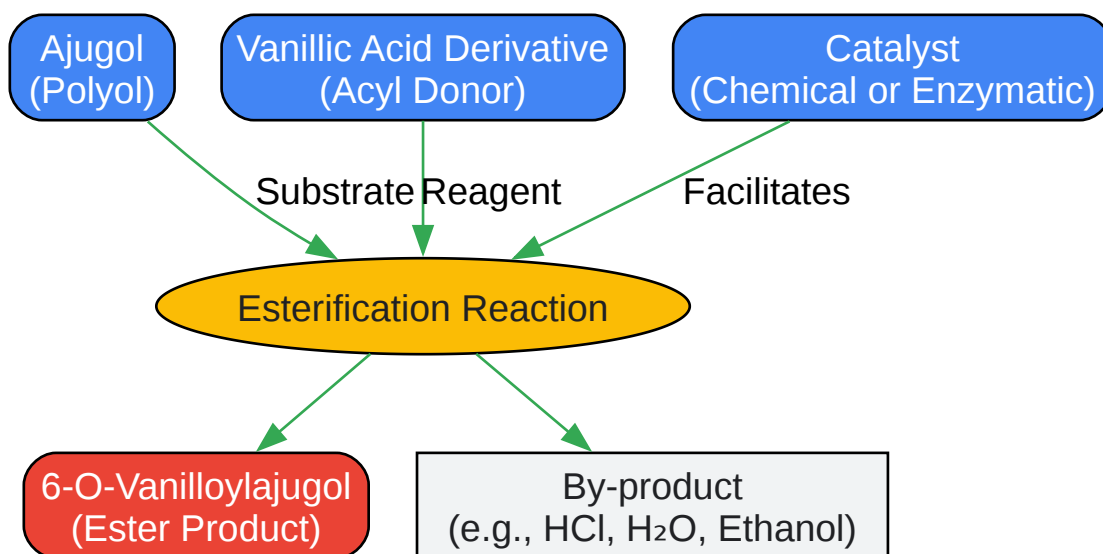 Ajugol
(Polyol)
Vanillic Acid Derivative
(Acyl Donor)
Catalyst
(Chemical or Enzymatic)
Substrate
Reagent
Facilitates
Esterification Reaction
6-O-Vanilloylajugol
(Ester Product)
By-product
(e.g., HCl, H₂O, Ethanol)